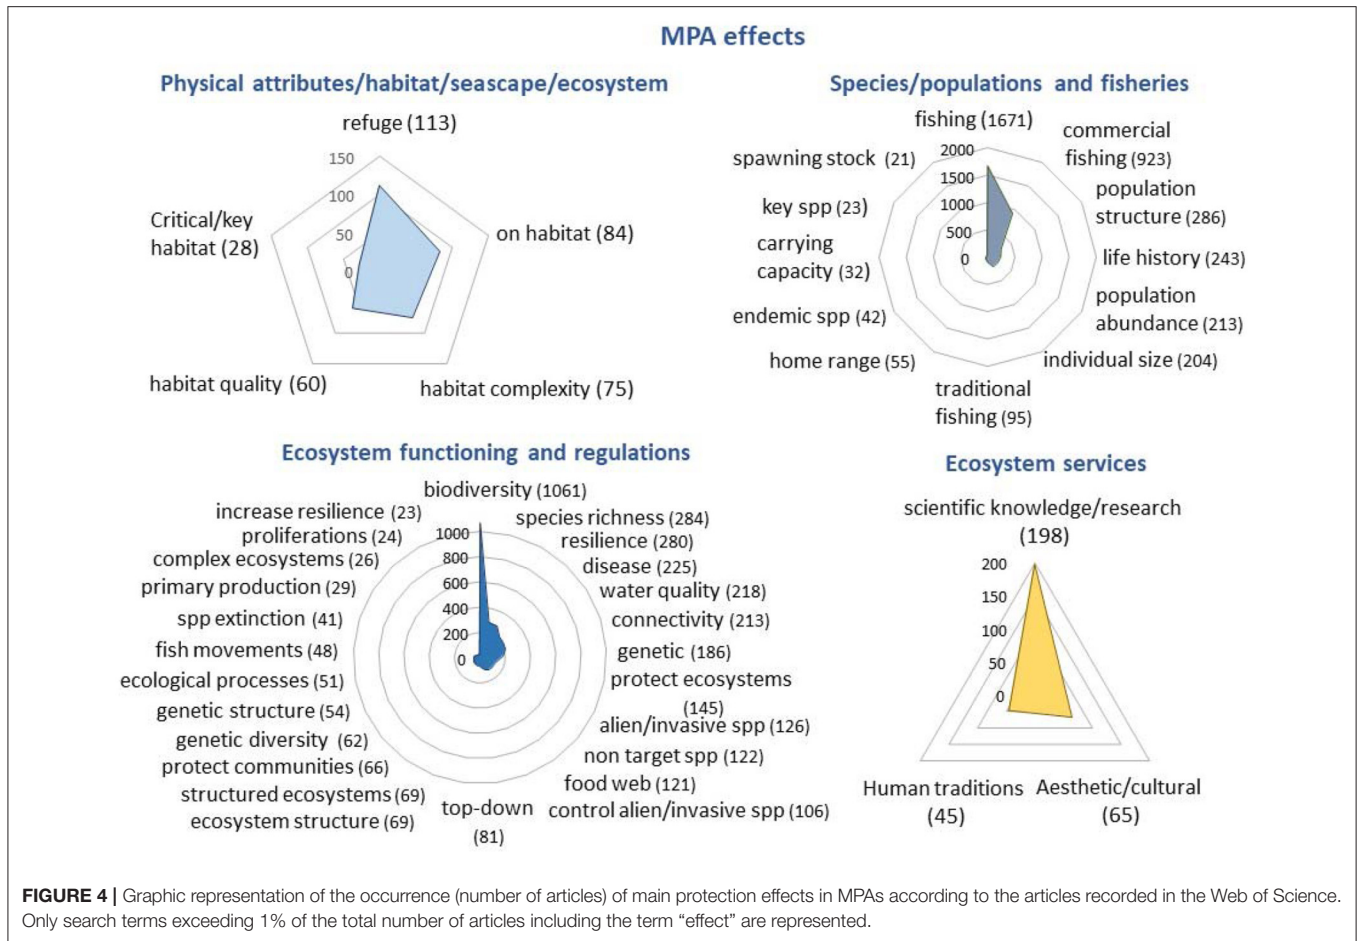 MPA effects
Physical attributes/habitat/seascape/ecosystem
refuge (113)
150
100
50
0
on habitat (84)
habitat complexity (75)
habitat quality (60)
Critical/key
habitat (28)
Species/populations and fisheries
fishing (1671)
2000
1500
1000
500
0
commercial
fishing (923)
population
structure (286)
life history (243)
population
abundance (213)
individual size (204)
traditional
fishing (95)
home range (55)
endemic spp (42)
carrying
capacity (32)
key spp (23)
spawning stock (21)
Ecosystem functioning and regulations
biodiversity (1061)
1000
800
600
400
200
0
species richness (284)
resilience (280)
disease (225)
water quality (218)
connectivity (213)
genetic (186)
protect ecosystems
(145)
alien/invasive spp (126)
non target spp (122)
food web (121)
control alien/invasive spp (106)
top-down
(81)
ecosystem structure (69)
structured ecosystems (69)
protect communities (66)
genetic diversity (62)
genetic structure (54)
ecological processes (51)
fish movements (48)
spp extinction (41)
primary production (29)
complex ecosystems (26)
proliferations (24)
increase resilience (23)
Ecosystem services
scientific knowledge/research
(198)
200
150
100
50
0
Aesthetic/cultural
(65)
Human traditions
(45)
FIGURE 4 | Graphic representation of the occurrence (number of articles) of main protection effects in MPAs according to the articles recorded in the Web of Science.
Only search terms exceeding 1% of the total number of articles including the term “effect” are represented.